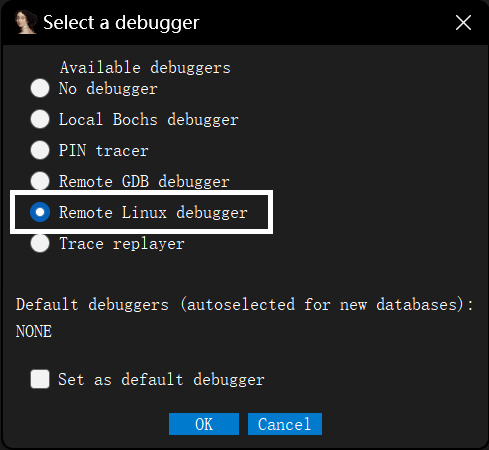 Select a debugger
Available debuggers
No debugger
Local Bochs debugger
PIN tracer
Remote GDB debugger
Remote Linux debugger
Trace replayer
Default debuggers (autoselected for new databases):
NONE
Set as default debugger
OK Cancel